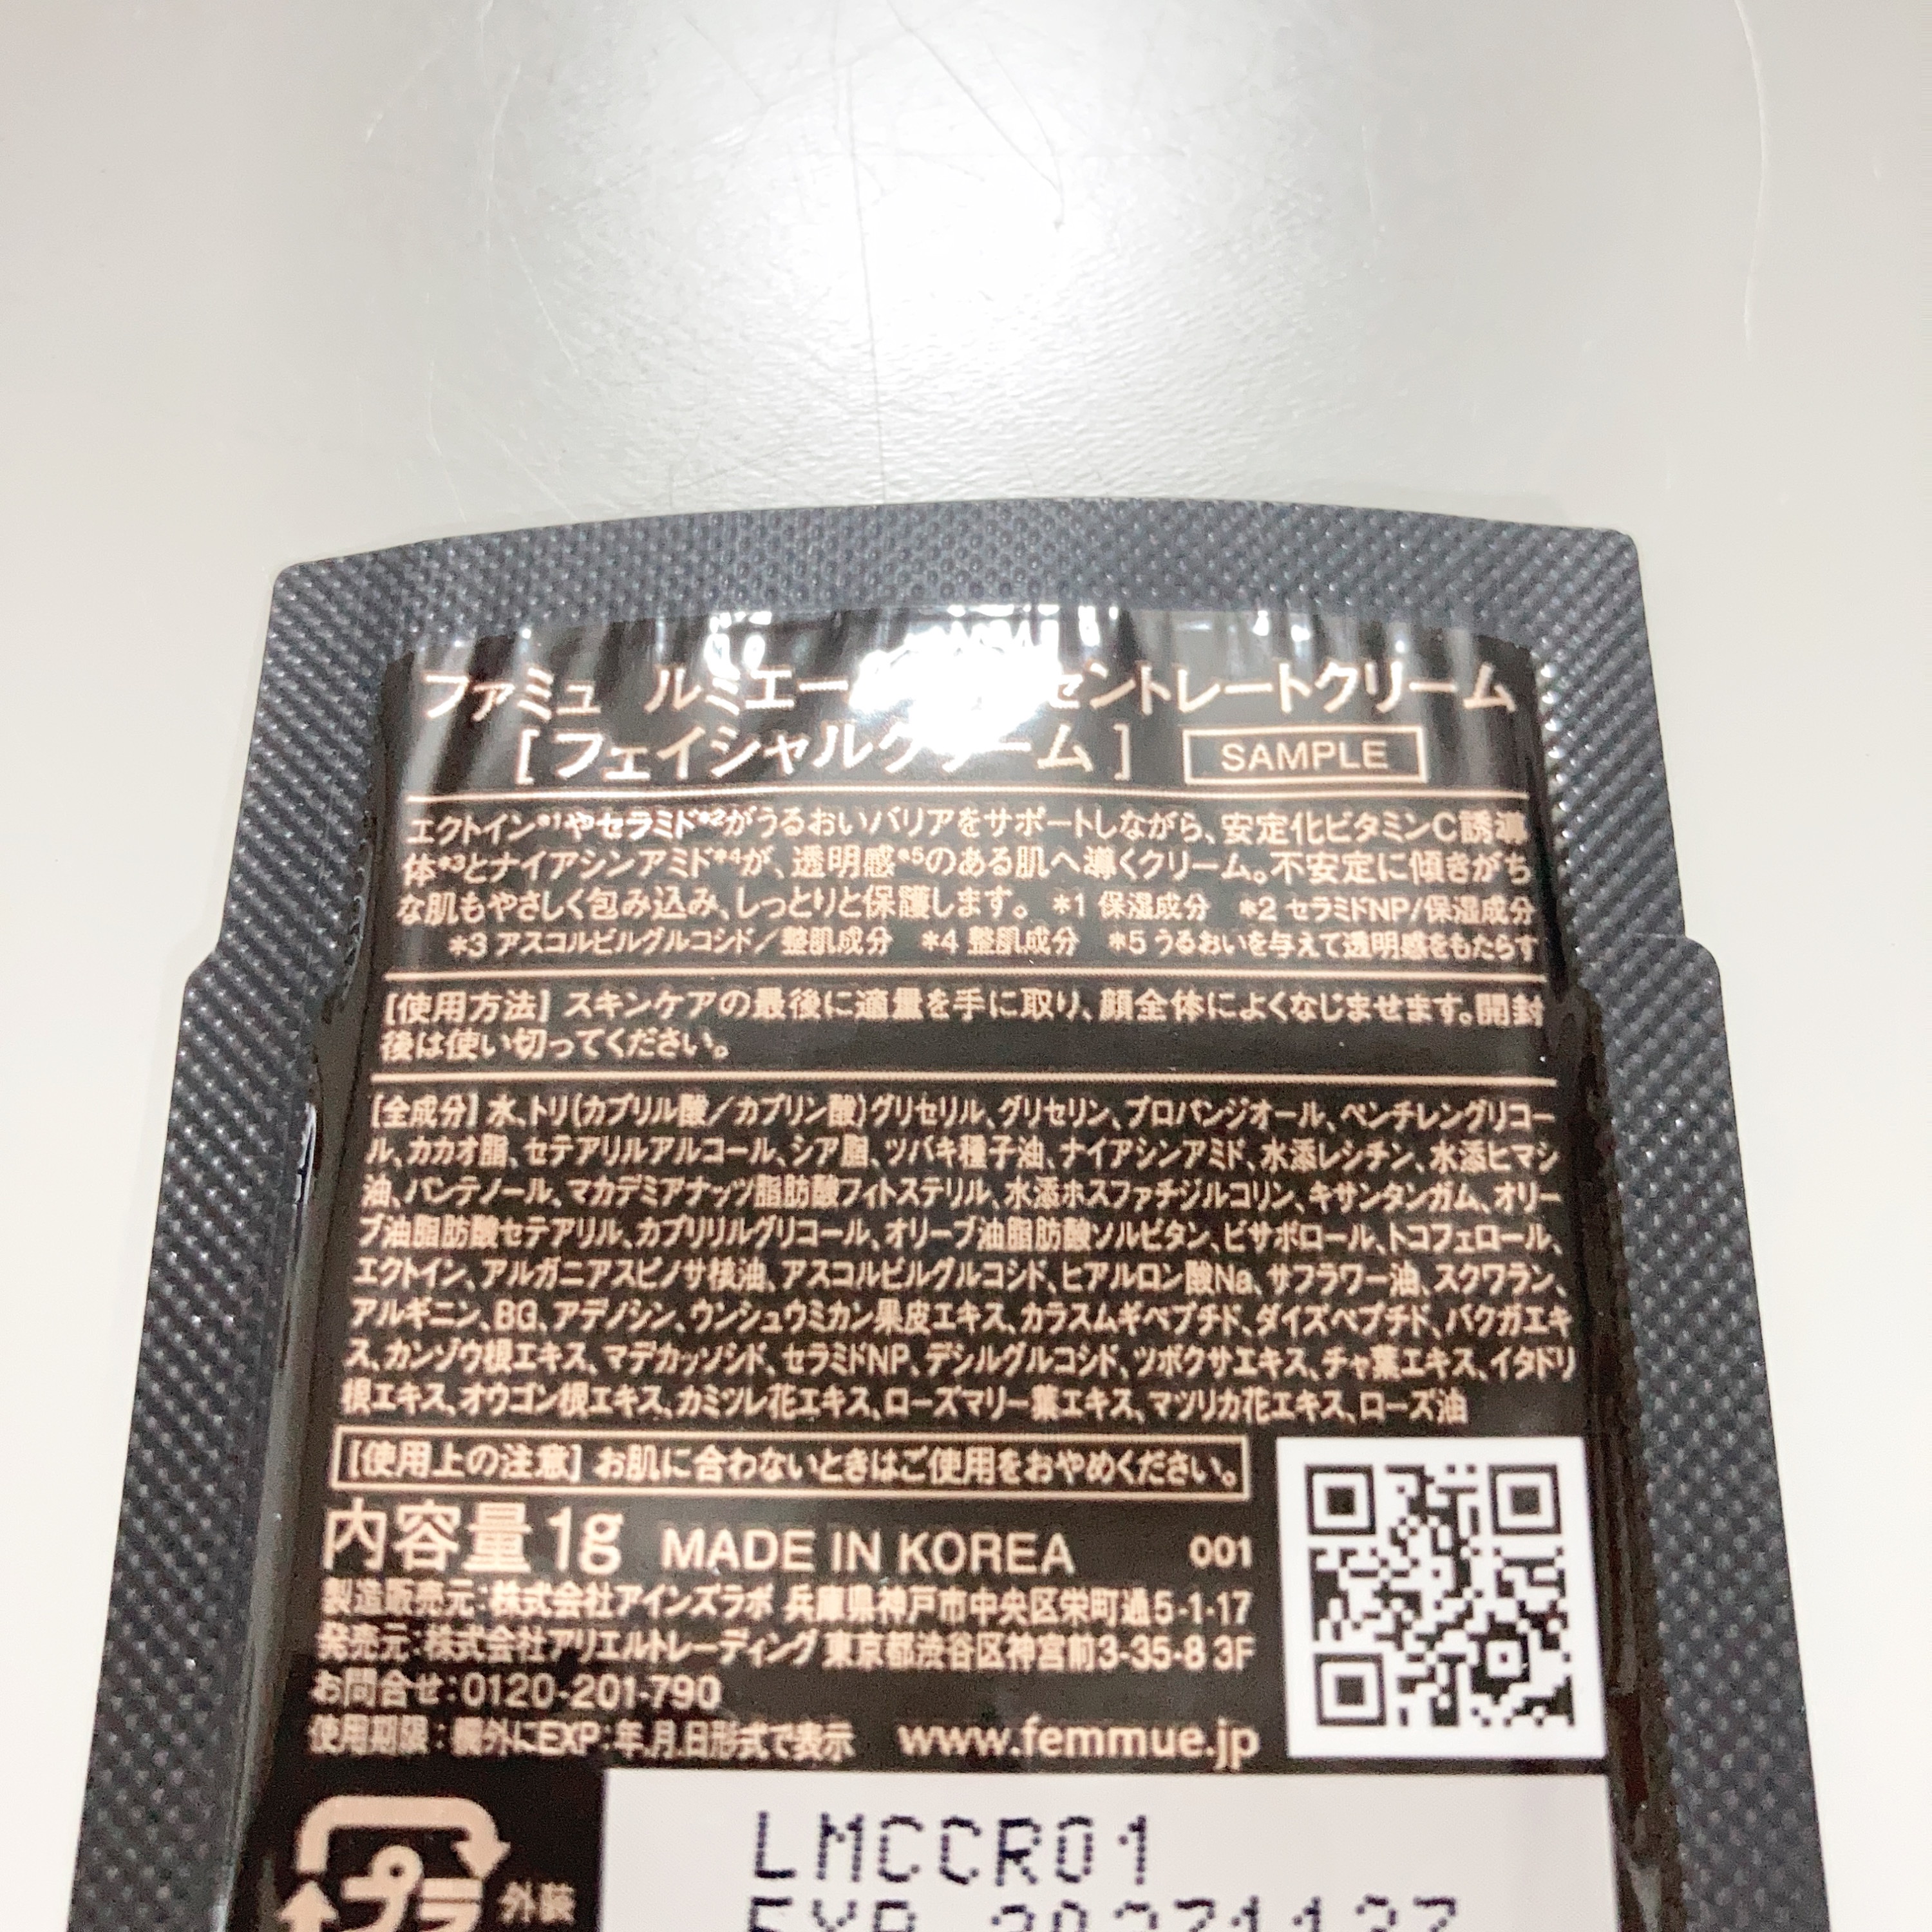 ファミュ ルミエール セントレートクリーム
[フェイシャルクリーム] SAMPLE
エクトイン*1やセラミド*2がうるおいバリアをサポートしながら、安定化ビタミンC誘導
体*3とナイアシンアミド*4が、透明感*5のある肌へ導くクリーム。不安定に傾きがち
な肌もやさしく包み込み、しっとりと保護します。 *1 保湿成分 *2 セラミドNP/保湿成分
*3 アスコルビルグルコシド/整肌成分 *4 整肌成分 *5 うるおいを与えて透明感をもたらす
[使用方法] スキンケアの最後に適量を手に取り、顔全体によくなじませます。開封
後は使い切ってください。
[全成分] 水、トリ(カプリル酸/カプリン酸)グリセリル、グリセリン、プロパンジオール、ペンチレングリコー
ル、カカオ脂、セテアリルアルコール、シア脂、ツバキ種子油、ナイアシンアミド、水添レシチン、水添ヒマシ
油、パンテノール、マカデミアナッツ脂肪酸フィトステリル、水添ホスファチジルコリン、キサンタンガム、オリー
ブ油脂肪酸セテアリル、カプリリルグリコール、オリーブ油脂肪酸ソルビタン、ビサボロール、トコフェロール、
エクトイン、アルガニアスピノサ核油、アスコルビルグルコシド、ヒアルロン酸Na、サフラワー油、スクワラン、
アルギニン、BG、アデノシン、ウンシュウミカン果皮エキス、カラスムギペプチド、ダイズペプチド、バクガエキ
ス、カンゾウ根エキス、マデカッソシド、セラミドNP、デシルグルコシド、ツボクサエキス、チャ葉エキス、イタドリ
根エキス、オウゴン根エキス、カミツレ花エキス、ローズマリー葉エキス、マツリカ花エキス、ローズ油
[使用上の注意] お肌に合わないときはご使用をおやめください。
内容量1g MADE IN KOREA 001
製造販売元:株式会社アインズラボ 兵庫県神戸市中央区栄町通5-1-17
発売元:株式会社アリエルトレーディング 東京都渋谷区神宮前3-35-8 3F
お問合せ:0120-201-790
使用期限:欄外にEXP:年.月.日形式で表示 www.femmue.jp
プラ 外装
LMCCR01
EXP 20271127